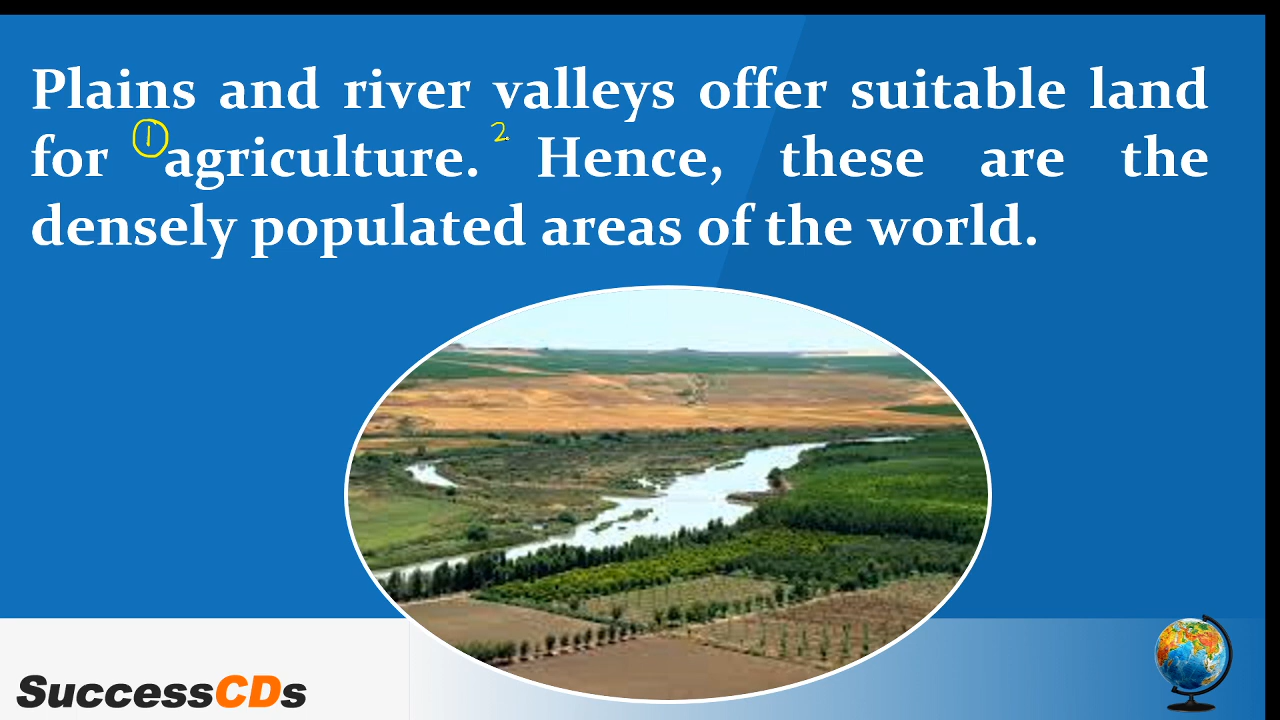 Plains and river valleys offer suitable land
for ① agriculture. 2. Hence, these are the
densely populated areas of the world.
SuccessCDs